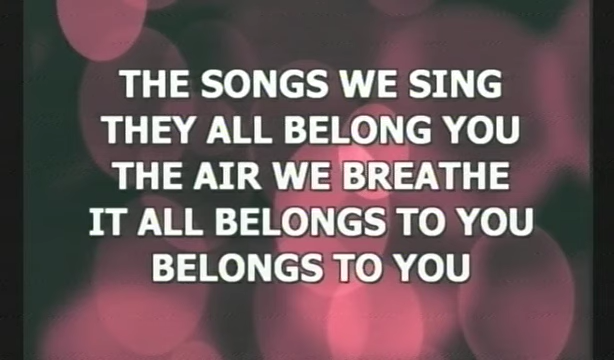 THE SONGS WE SING
THEY ALL BELONG YOU
THE AIR WE BREATHE
IT ALL BELONGS TO YOU
BELONGS TO YOU